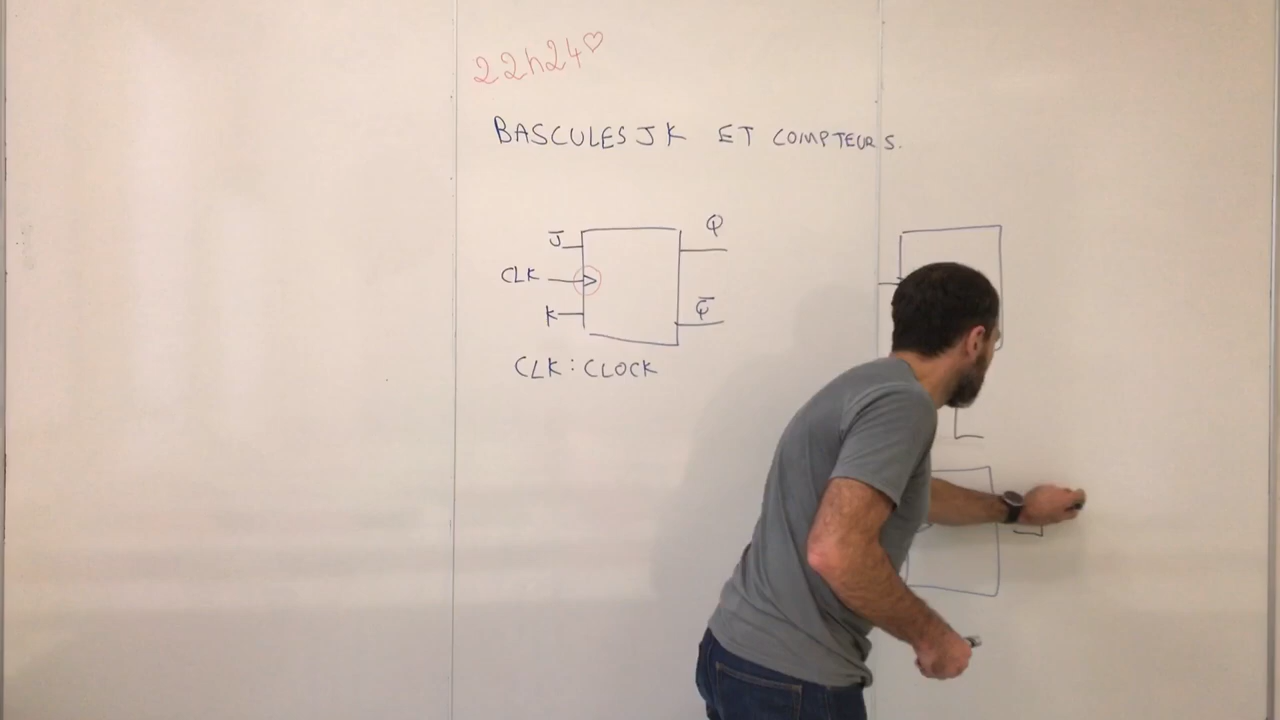 22h24♡
BASCULES JK ET COMPTEURS.
J
Q
CLK
K
Q̅
CLK : CLOCK